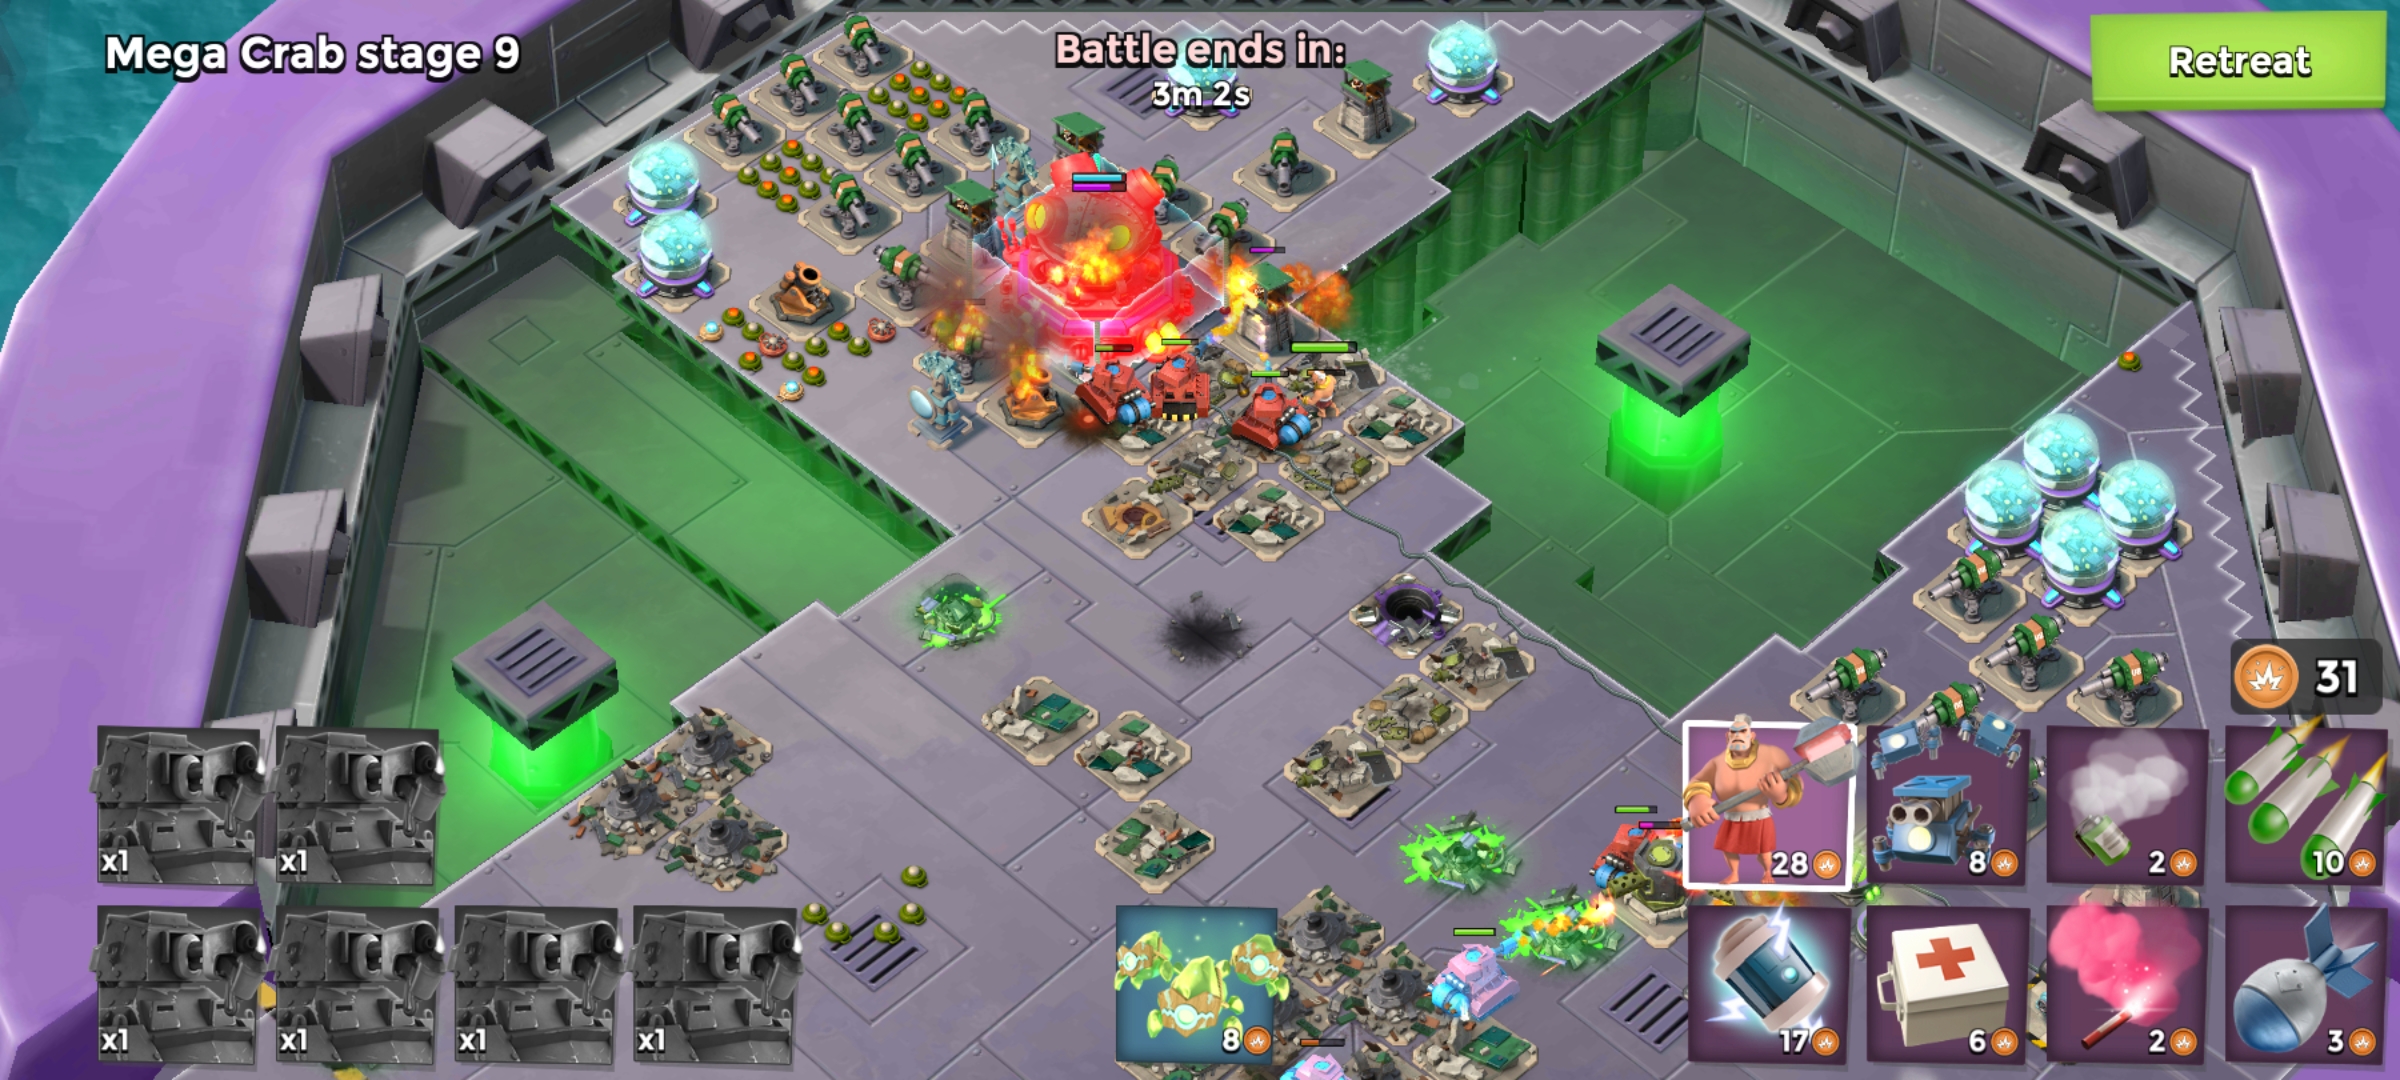 Mega Crab stage 9
Battle ends in:
3m 2s
Retreat
31
x1
x1
28
8
2
10
x1
x1
x1
x1
8
17
6
2
3